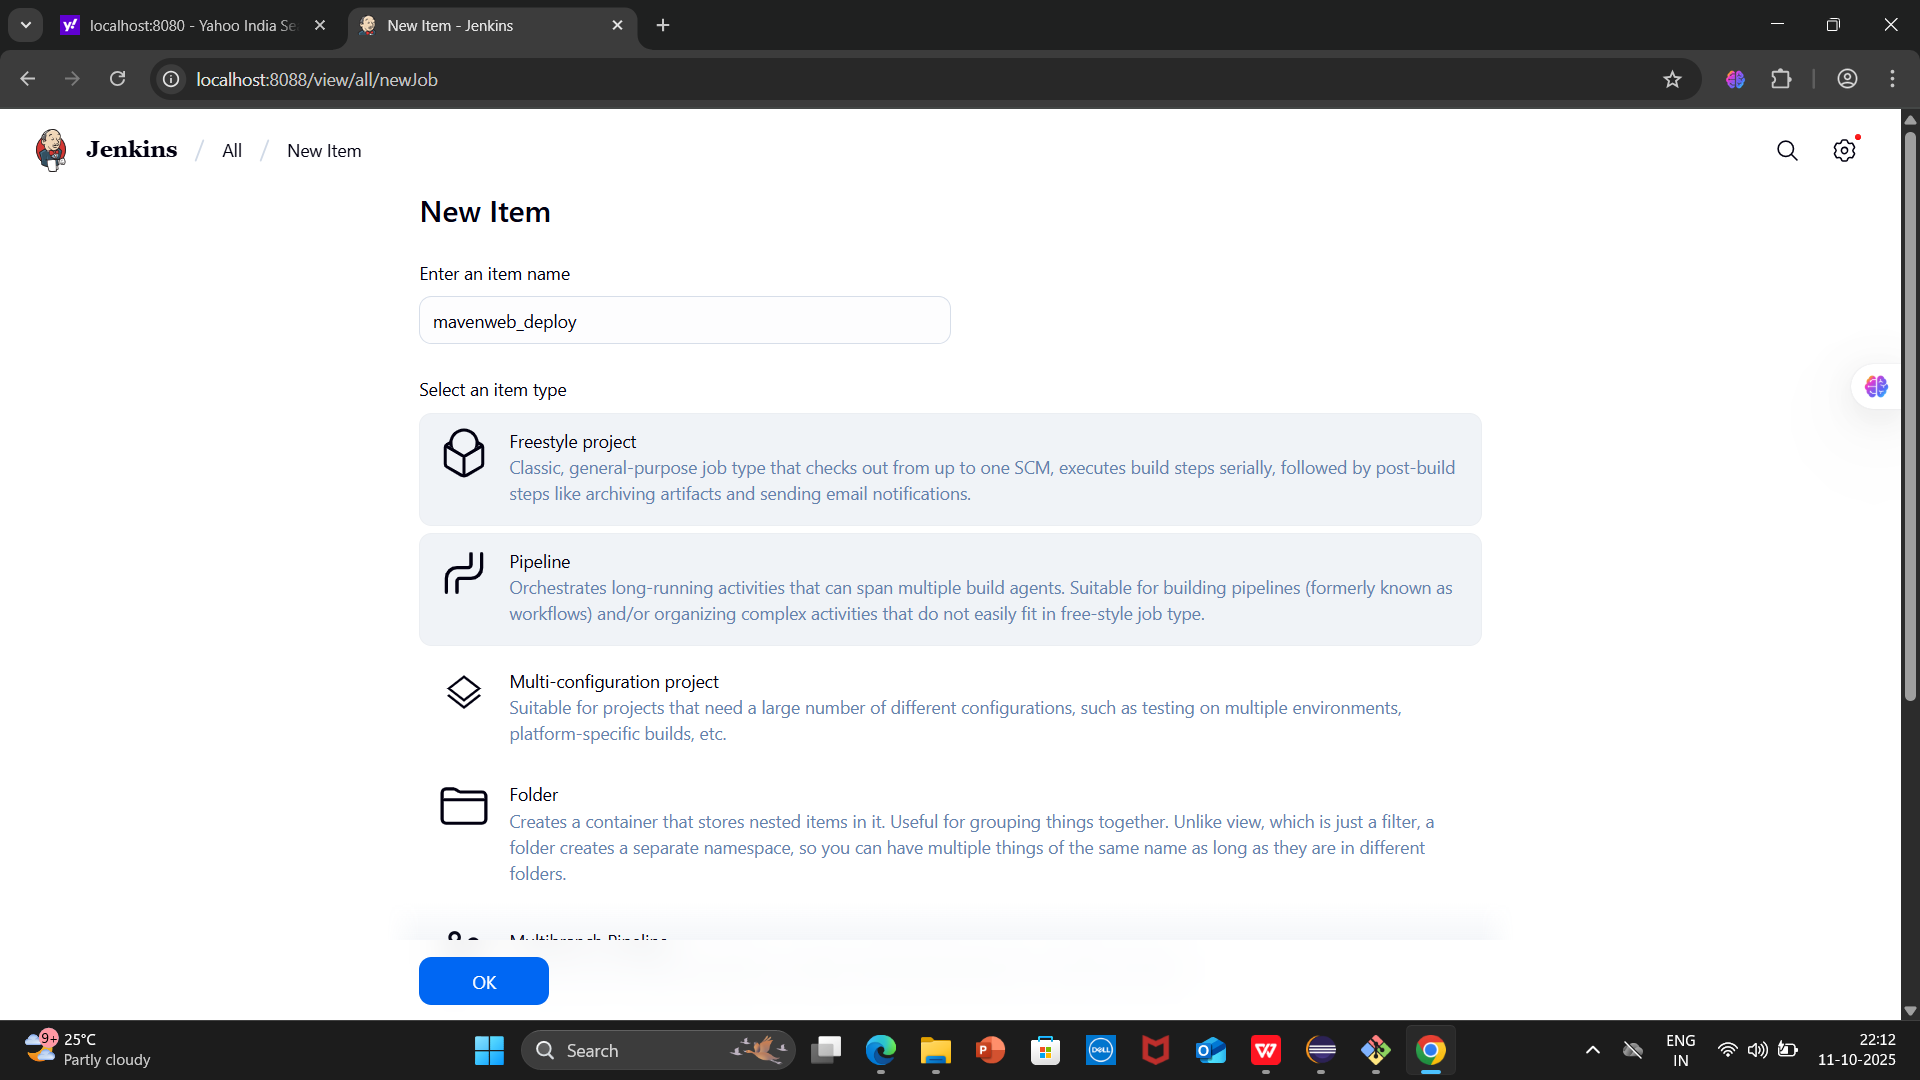 localhost:8080 - Yahoo India Se
New Item - Jenkins
localhost:8088/view/all/newJob
Jenkins / All / New Item
New Item
Enter an item name
mavenweb_deploy
Select an item type
Freestyle project
Classic, general-purpose job type that checks out from up to one SCM, executes build steps serially, followed by post-build
steps like archiving artifacts and sending email notifications.
Pipeline
Orchestrates long-running activities that can span multiple build agents. Suitable for building pipelines (formerly known as
workflows) and/or organizing complex activities that do not easily fit in free-style job type.
Multi-configuration project
Suitable for projects that need a large number of different configurations, such as testing on multiple environments,
platform-specific builds, etc.
Folder
Creates a container that stores nested items in it. Useful for grouping things together. Unlike view, which is just a filter, a
folder creates a separate namespace, so you can have multiple things of the same name as long as they are in different
folders.
Multibranch Pipeline
OK
9+
25°C
Partly cloudy
Search
DELL
ENG
IN
22:12
11-10-2025